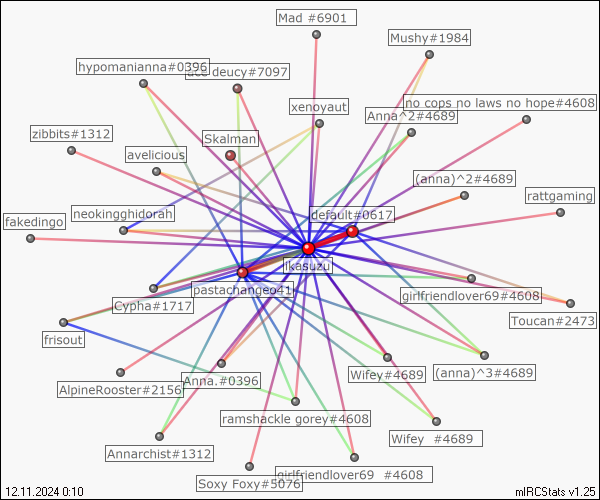 Mad #6901
Mushy#1984
hypomanianna#0396
deucy#7097
no cops no laws no hope#4608
xenoyaut
Anna^2#4689
zibbits#1312
Skalman
avelicious
(anna)^2#4689
rattgaming
neokingghidorah
default#0617
fakedingo
ikasuzu
pastachaneeo41
girlfriendlover69#4608
Cypha#1717
Toucan#2473
frisout
Wifey#4689
(anna)^3#4689
Anna.#0396
AlpineRooster#2156
ramshackle gorey#4608
Wifey #4689
Annarchist#1312
Soxy Foxy#5076
girlfriendlover69 #4608
12.11.2024 0:10
mIRCStats v1.25